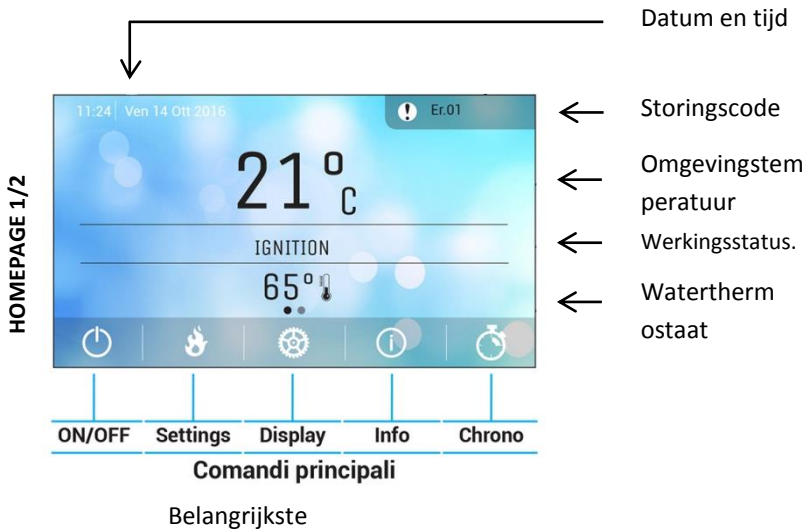 Datum en tijd
11:24 Ven 14 Ott 2016
Er.01
Storingscode
21°C
Omgevingstem
peratuur
HOMEPAGE 1/2
IGNITION
Werkingsstatus.
65°
Watertherm
ostaat
ON/OFF Settings Display Info Chrono
Comandi principali
Belangrijkste